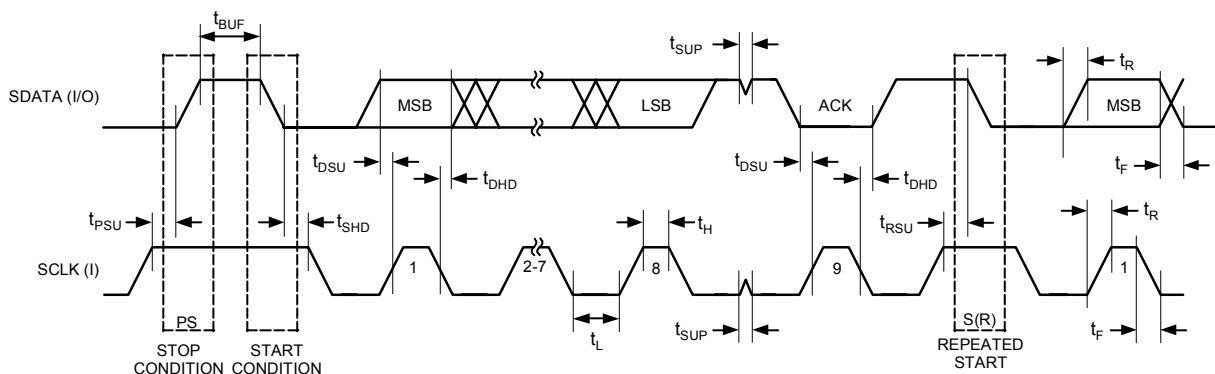 tBUF
tSUP
tR
SDATA (I/O)
MSB
LSB
ACK
MSB
tDSU
tDHD
tDSU
tDHD
tF
tPSU
tSHD
tH
tRSU
tR
SCLK (I)
1
2-7
8
9
1
PS
S(R)
tL
tSUP
tF
STOP
CONDITION
START
CONDITION
REPEATED
START